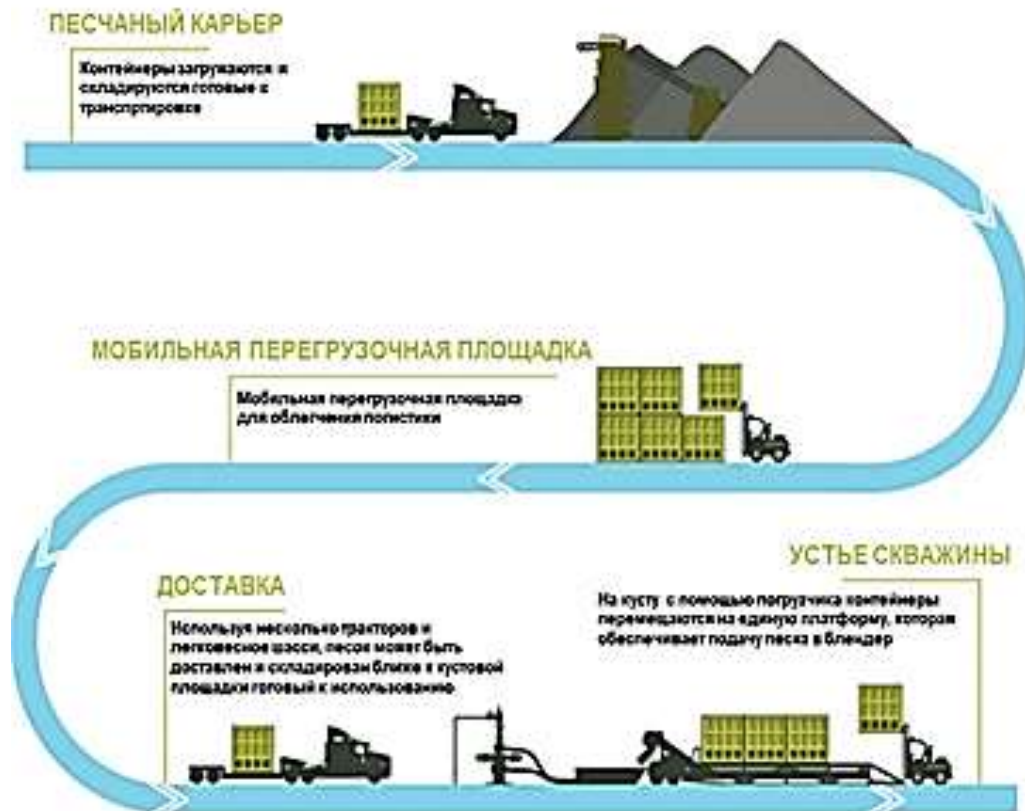 ПЕСЧАНЫЙ КАРЬЕР
Контейнеры загружаются и
складируются готовые к
транспртировке
МОБИЛЬНАЯ ПЕРЕГРУЗОЧНАЯ ПЛОЩАДКА
Мобильная перегрузочная площадка
для облегчения логистики
ДОСТАВКА
Используя несколько тракторов и
легковесное шасси, песок может быть
доставлен и складирован ближе к кустовой
площадки готовый к использованию
УСТЬЕ СКВАЖИНЫ
На кусту с помощью погрузчика контейнеры
перемещаются на единую платформу, которая
обеспечивает подачу песка в блендер